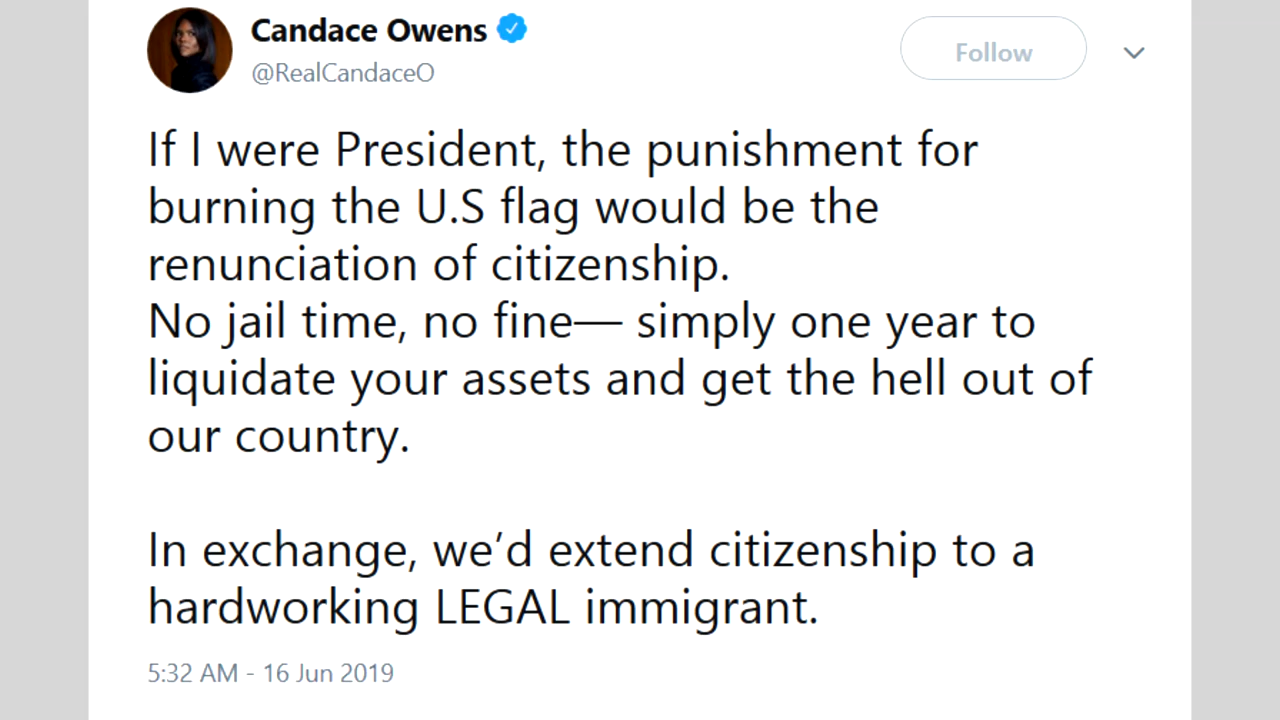 Candace Owens
@RealCandaceO
Follow
If I were President, the punishment for
burning the U.S flag would be the
renunciation of citizenship.
No jail time, no fine— simply one year to
liquidate your assets and get the hell out of
our country.
In exchange, we’d extend citizenship to a
hardworking LEGAL immigrant.
5:32 AM - 16 Jun 2019